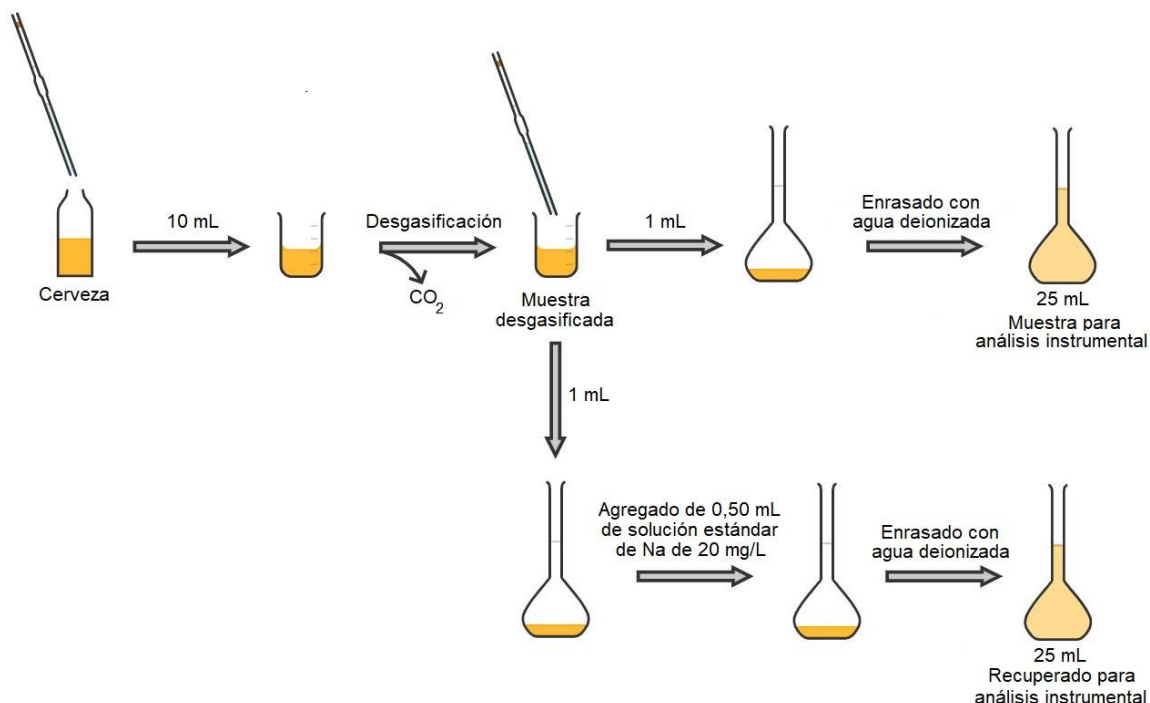 10 mL
Desgasificación
1 mL
Enrasado con
agua deionizada
Cerveza
CO2
Muestra
desgasificada
25 mL
Muestra para
análisis instrumental
1 mL
Agregado de 0,50 mL
de solución estándar
de Na de 20 mg/L
Enrasado con
agua deionizada
25 mL
Recuperado para
análisis instrumental